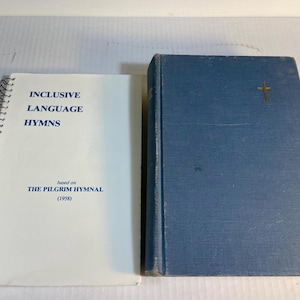 INCLUSIVE
LANGUAGE
HYMNS
based on
THE PILGRIM HYMNAL
(1958)